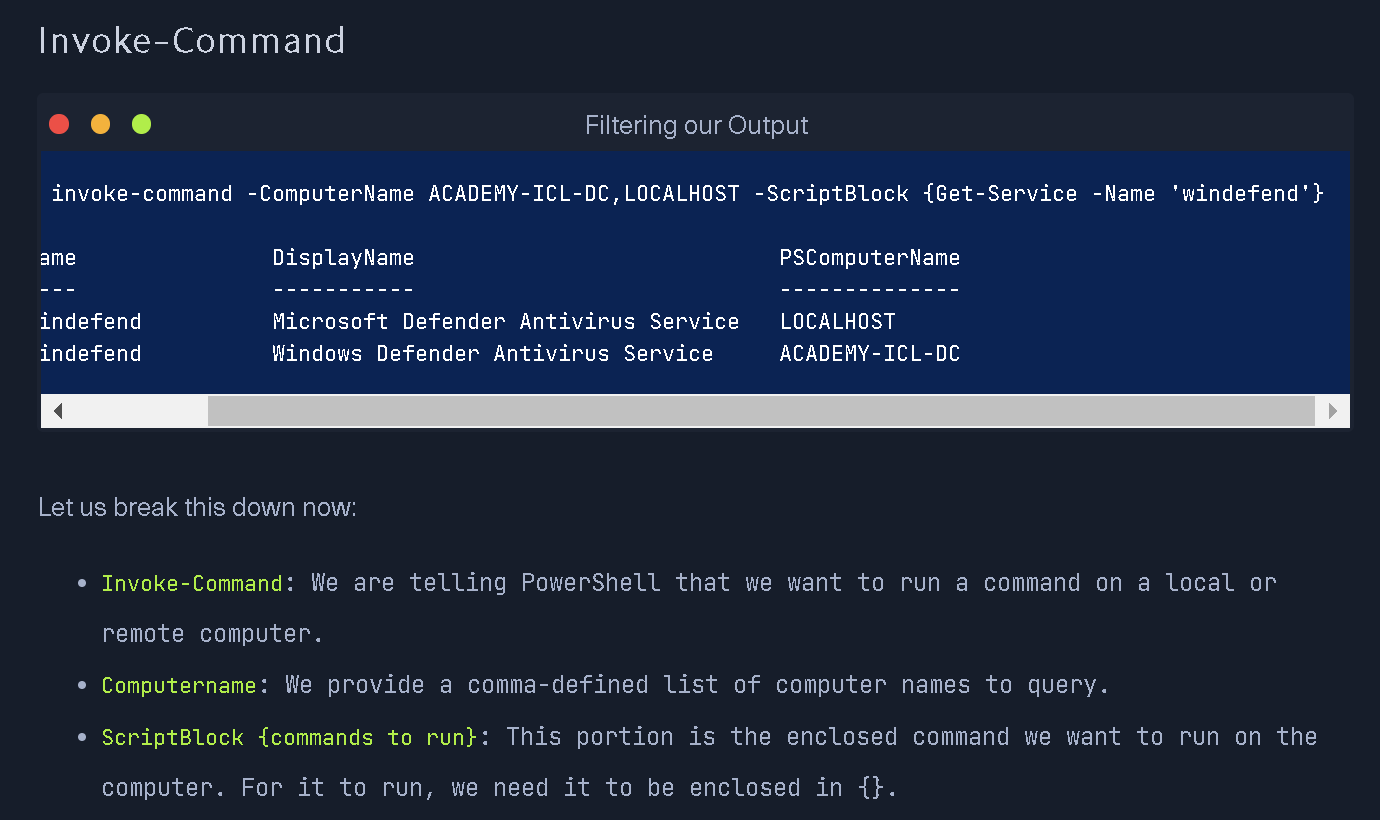 Invoke-Command
Filtering our Output
invoke-command -ComputerName ACADEMY-ICL-DC,LOCALHOST -ScriptBlock {Get-Service -Name 'windefend'}
ame DisplayName PSComputerName
--- ----------- --------------
indefend Microsoft Defender Antivirus Service LOCALHOST
indefend Windows Defender Antivirus Service ACADEMY-ICL-DC
Let us break this down now:
• Invoke-Command: We are telling PowerShell that we want to run a command on a local or
remote computer.
• Computername: We provide a comma-defined list of computer names to query.
• ScriptBlock {commands to run}: This portion is the enclosed command we want to run on the
computer. For it to run, we need it to be enclosed in {}.